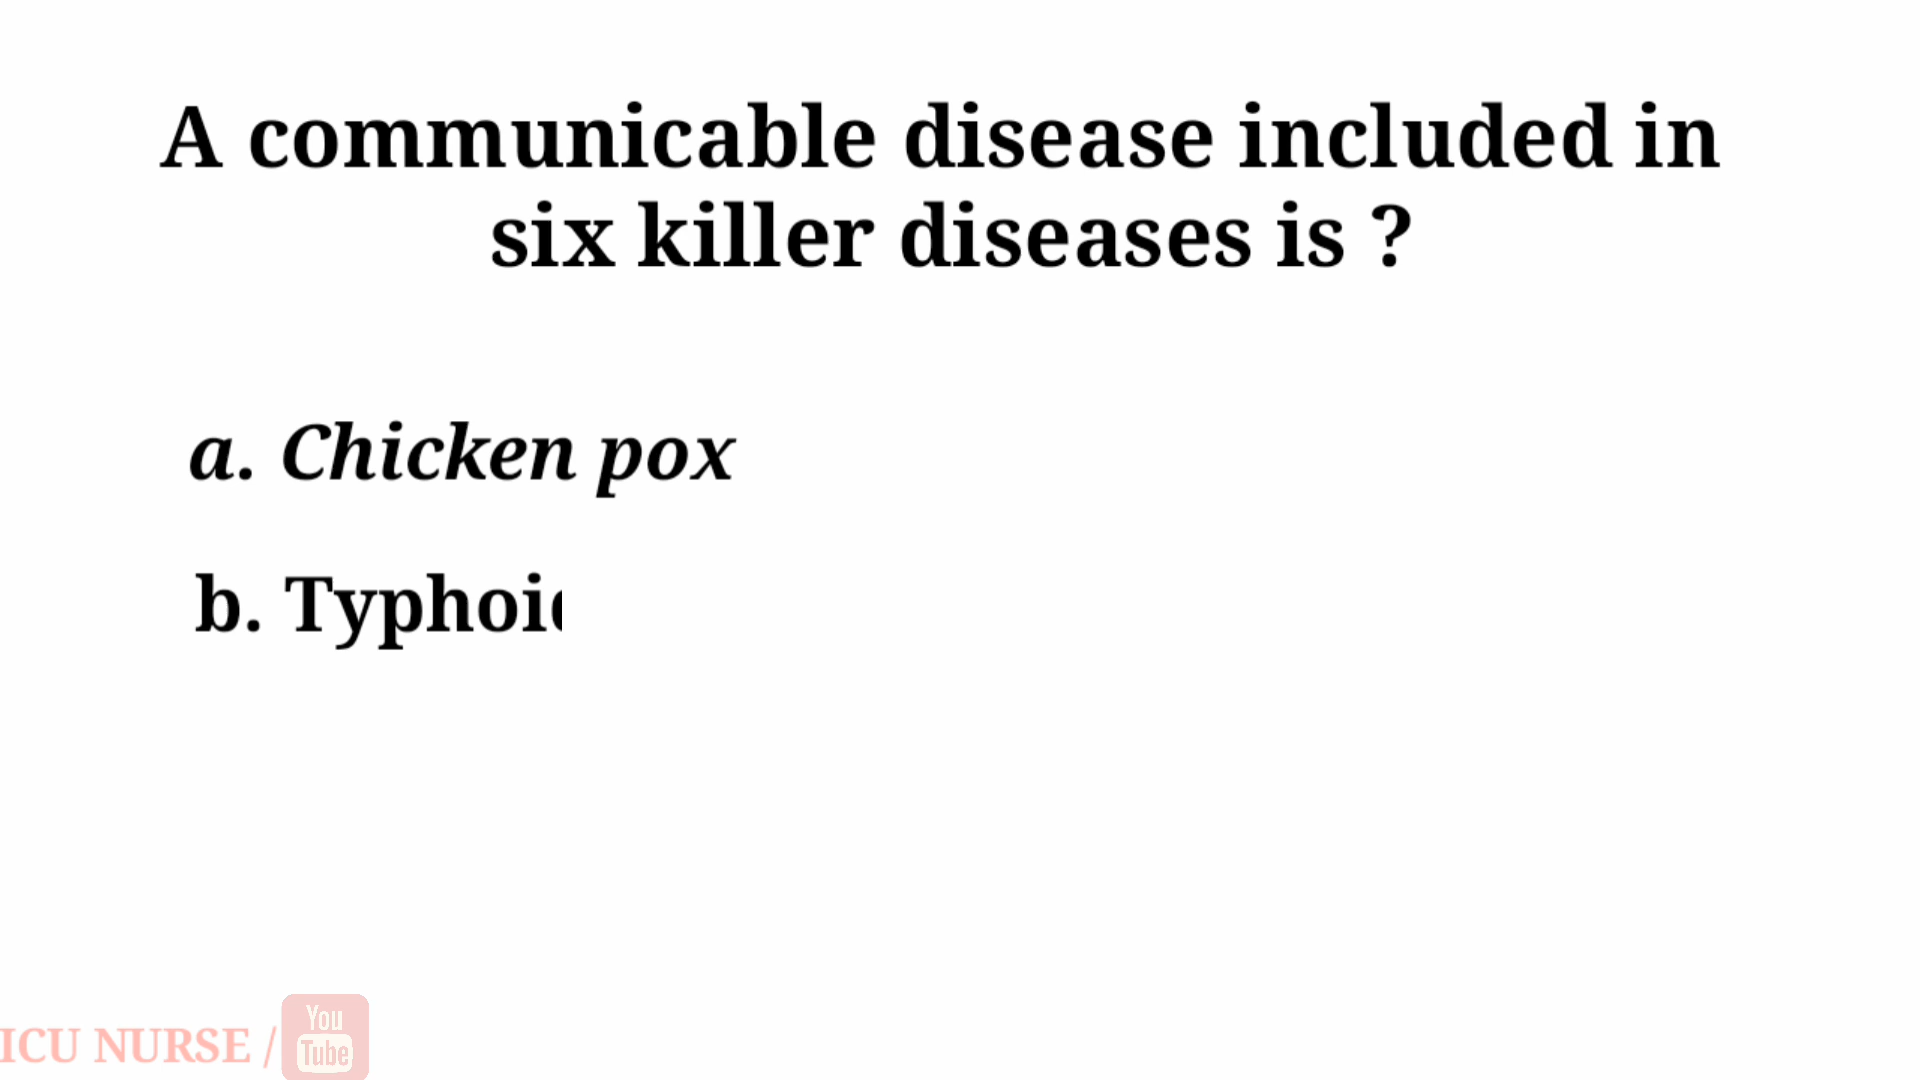 A communicable disease included in
six killer diseases is ?
a. Chicken pox
b. Typhoi
ICU NURSE /
You
Tube